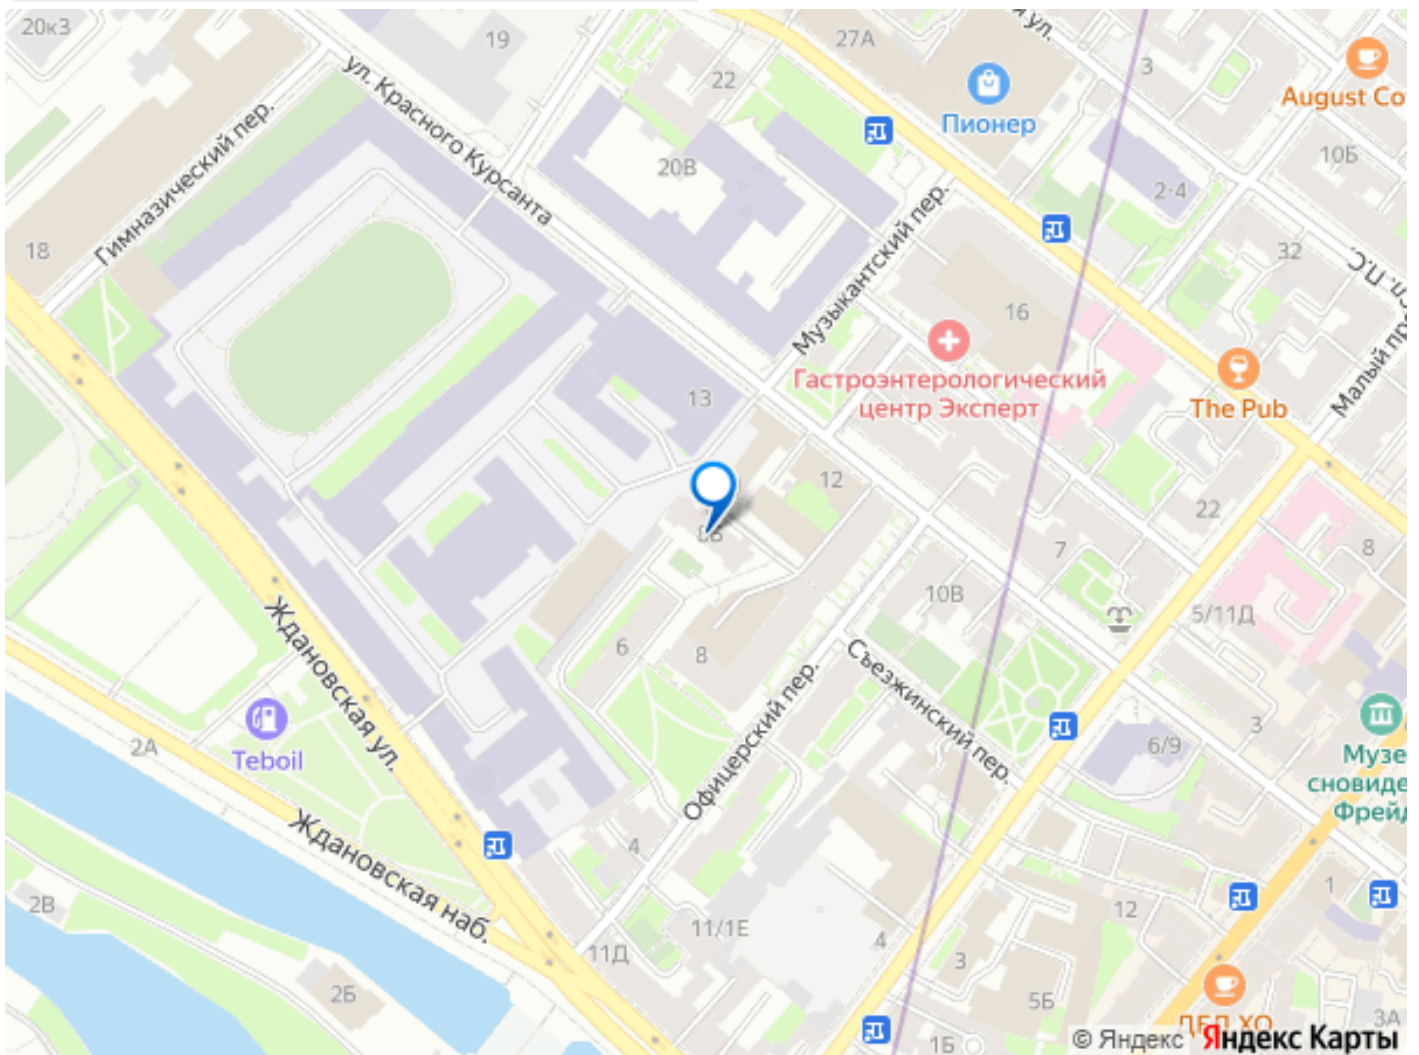 20к3
19
27А
й ул.
3
22
ул. Красного Курсанта
Пионер
August Co
Гимназический пер.
20В
10Б
2-4
18
Музыкантский пер.
32
16
Малый пр
Гастроэнтерологический
центр Эксперт
13
The Pub
12
22
8Б
7
8
10В
5/11Д
6
8
Съезжинский пер.
Ждановская ул.
Офицерский пер.
Teboil
2А
3
6/9
Музе
сновиде
Фрейд
Ждановская наб.
4
1
2В
12
11/1Е
4
11Д
3
2Б
5Б
ДЕД ХО
3А
1Б
© Яндекс Яндекс Карты